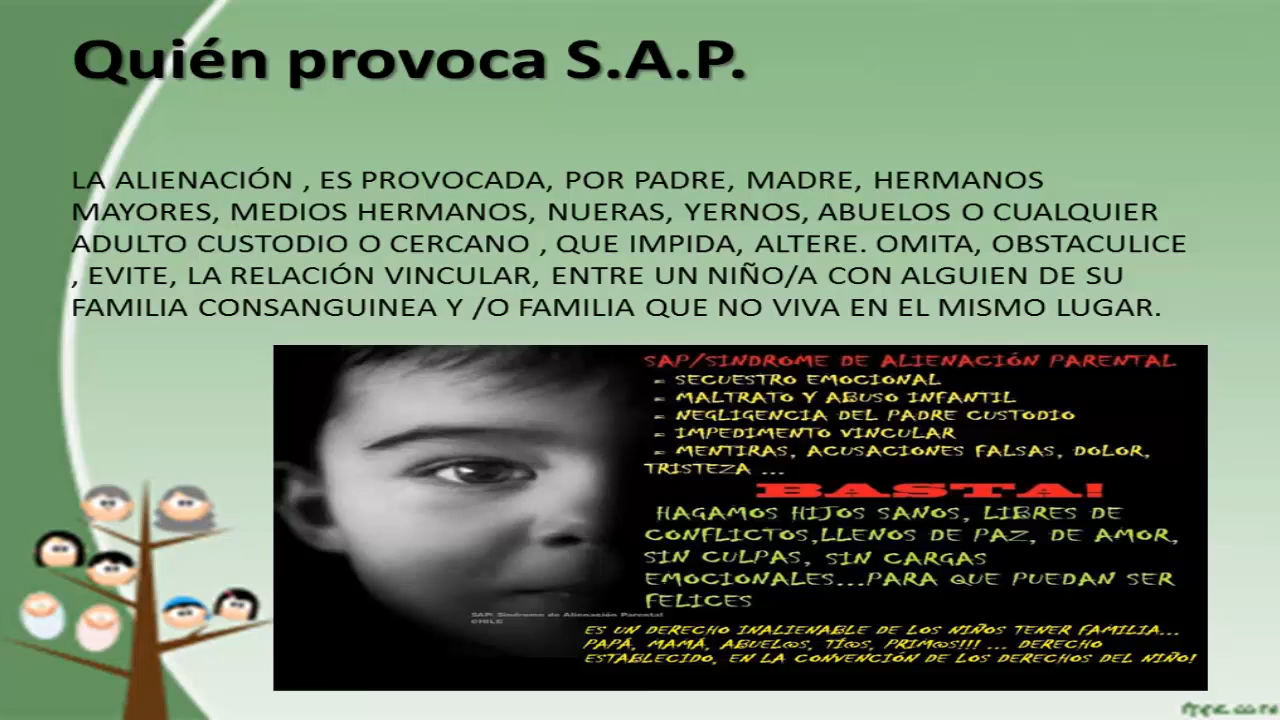 Quién provoca S.A.P.
LA ALIENACIÓN , ES PROVOCADA, POR PADRE, MADRE, HERMANOS
MAYORES, MEDIOS HERMANOS, NUERAS, YERNOS, ABUELOS O CUALQUIER
ADULTO CUSTODIO O CERCANO , QUE IMPIDA, ALTERE. OMITA, OBSTACULICE
, EVITE, LA RELACIÓN VINCULAR, ENTRE UN NIÑO/A CON ALGUIEN DE SU
FAMILIA CONSANGUINEA Y /O FAMILIA QUE NO VIVA EN EL MISMO LUGAR.
SAP/SINDROME DE ALIENACIÓN PARENTAL
- SECUESTRO EMOCIONAL
- MALTRATO Y ABUSO INFANTIL
- NEGLIGENCIA DEL PADRE CUSTODIO
- IMPEDIMENTO VINCULAR
- MENTIRAS, ACUSACIONES FALSAS, DOLOR,
TRISTEZA ...
BASTA!
HAGAMOS HIJOS SANOS, LIBRES DE
CONFLICTOS,LLENOS DE PAZ, DE AMOR,
SIN CULPAS, SIN CARGAS
EMOCIONALES...PARA QUE PUEDAN SER
FELICES
SAP: Sindrome de Alienación Parental
CHILE
ES UN DERECHO INALIENABLE DE LOS NIÑOS TENER FAMILIA...
PAPÁ, MAMÁ, ABUEL@S, TÍ@S, PRIM@S!!! ... DERECHO
ESTABLECIDO, EN LA CONVENCIÓN DE LOS DERECHOS DEL NIÑO!